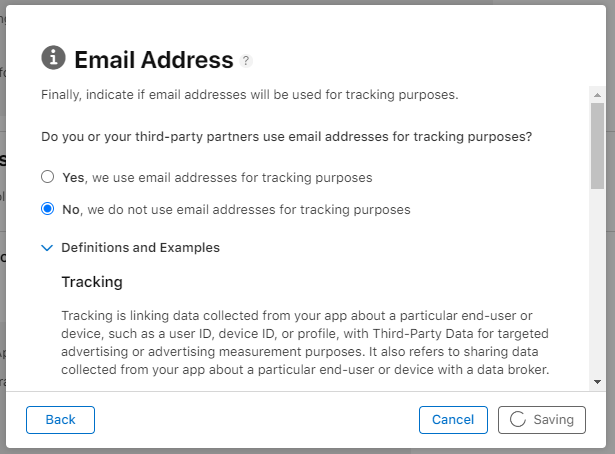 Email Address ?
Finally, indicate if email addresses will be used for tracking purposes.
Do you or your third-party partners use email addresses for tracking purposes?
Yes, we use email addresses for tracking purposes
No, we do not use email addresses for tracking purposes
Definitions and Examples
Tracking
Tracking is linking data collected from your app about a particular end-user or
device, such as a user ID, device ID, or profile, with Third-Party Data for targeted
advertising or advertising measurement purposes. It also refers to sharing data
collected from your app about a particular end-user or device with a data broker.
Back
Cancel
Saving